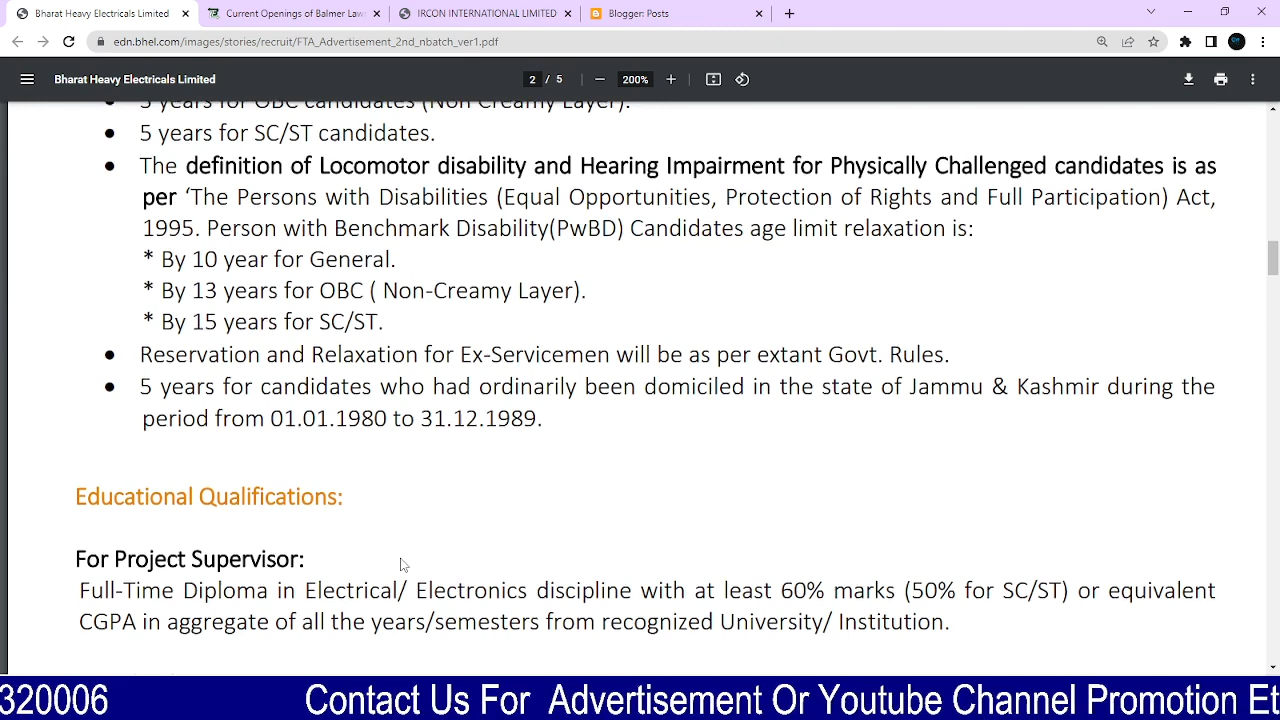 Bharat Heavy Electricals Limited
Current Openings of Balmer Law
IRCON INTERNATIONAL LIMITED
Blogger: Posts
edn.bhel.com/images/stories/recruit/FTA_Advertisement_2nd_nbatch_ver1.pdf
Bharat Heavy Electricals Limited
2 / 5
200%
years for OBC candidates (Non Creamy Layer).
• 5 years for SC/ST candidates.
• The definition of Locomotor disability and Hearing Impairment for Physically Challenged candidates is as
per ‘The Persons with Disabilities (Equal Opportunities, Protection of Rights and Full Participation) Act,
1995. Person with Benchmark Disability(PwBD) Candidates age limit relaxation is:
* By 10 year for General.
* By 13 years for OBC ( Non-Creamy Layer).
* By 15 years for SC/ST.
• Reservation and Relaxation for Ex-Servicemen will be as per extant Govt. Rules.
• 5 years for candidates who had ordinarily been domiciled in the state of Jammu & Kashmir during the
period from 01.01.1980 to 31.12.1989.
Educational Qualifications:
For Project Supervisor:
Full-Time Diploma in Electrical/ Electronics discipline with at least 60% marks (50% for SC/ST) or equivalent
CGPA in aggregate of all the years/semesters from recognized University/ Institution.
320006 Contact Us For Advertisement Or Youtube Channel Promotion Et